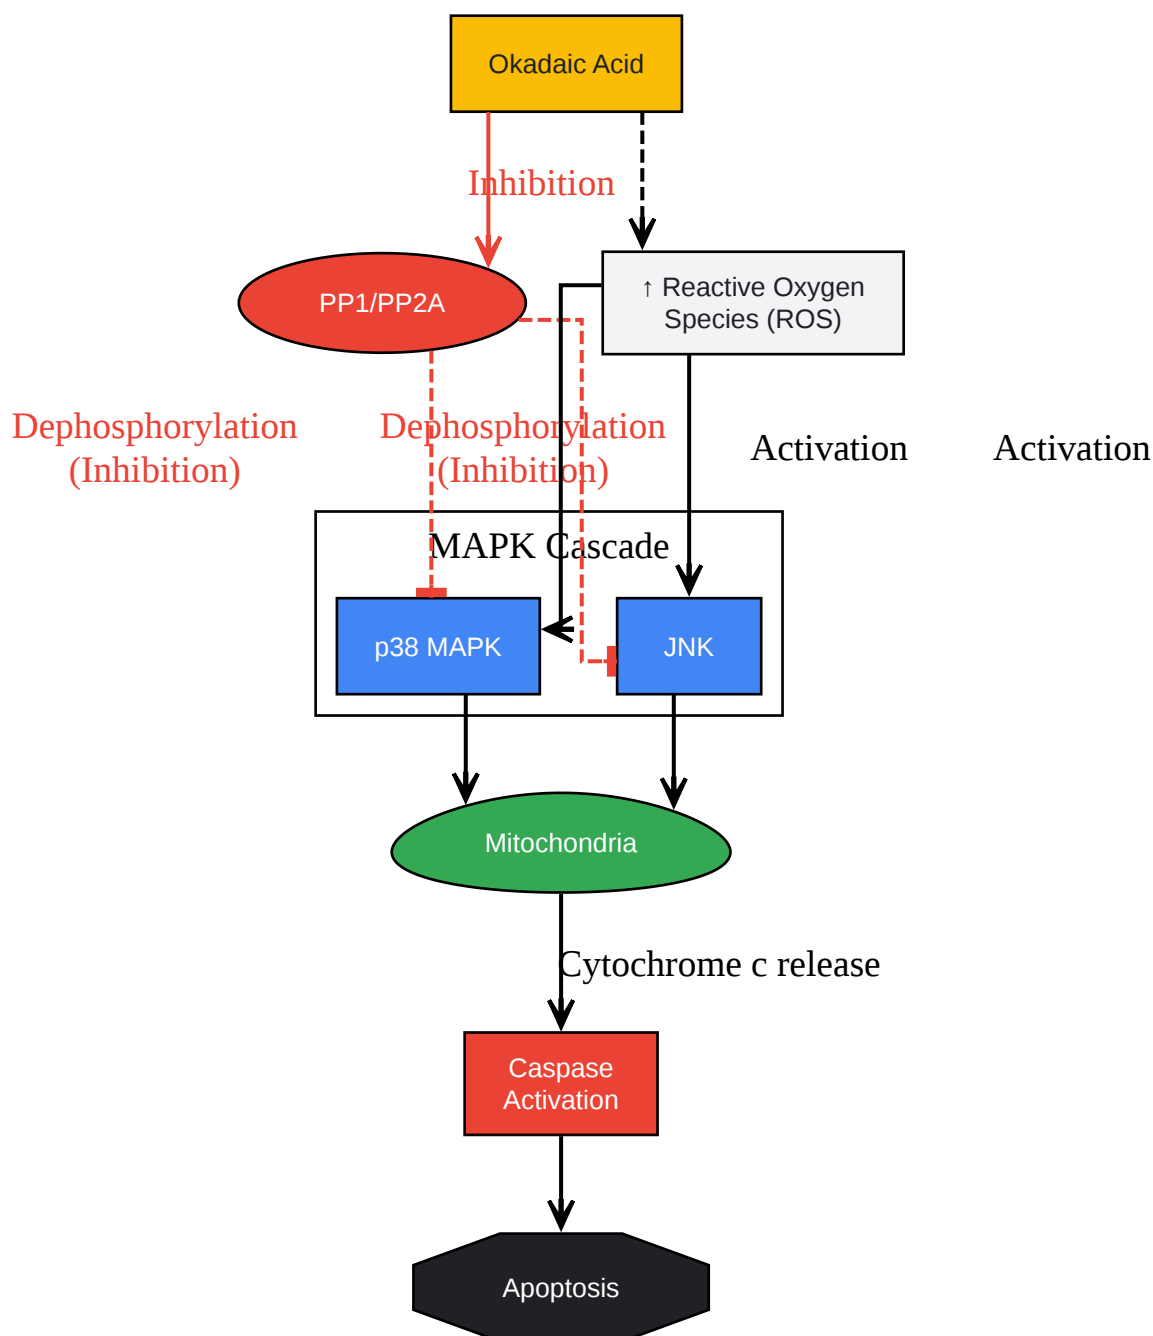 Okadaic Acid
Inhibition
PP1/PP2A
↑ Reactive Oxygen
Species (ROS)
Dephosphorylation
(Inhibition)
Dephosphorylation
(Inhibition)
Activation
Activation
MAPK Cascade
p38 MAPK
JNK
Mitochondria
Cytochrome c release
Caspase
Activation
Apoptosis